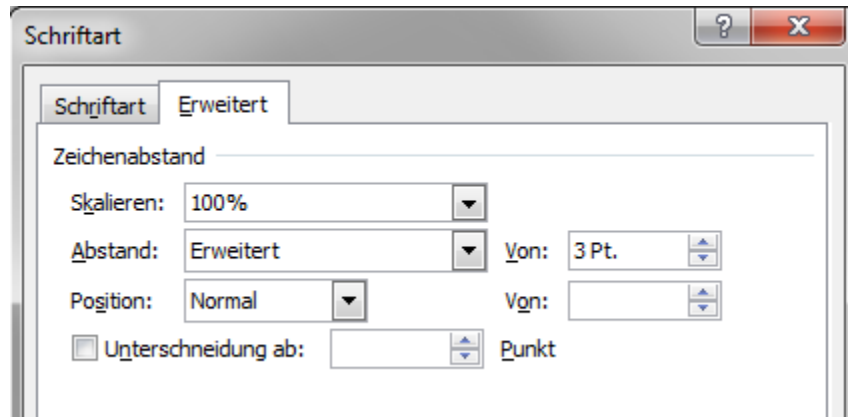 Schriftart
Schriftart Erweitert
Zeichenabstand
Skalieren: 100%
Abstand: Erweitert Von: 3 Pt.
Position: Normal Von:
Unterschneidung ab: Punkt